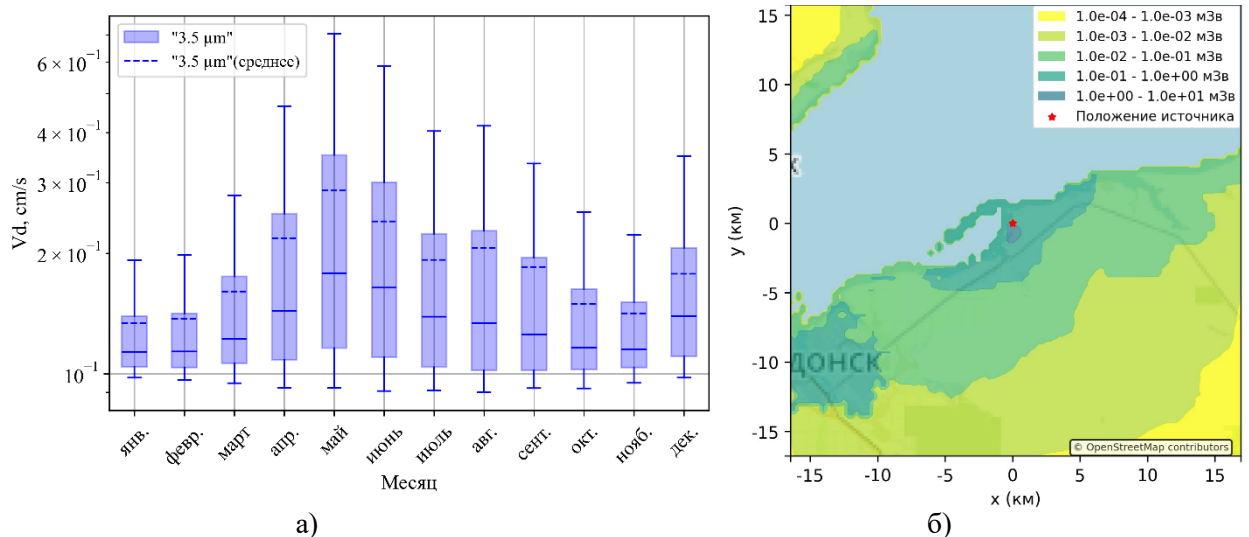 "3.5 μm"
"3.5 μm"(среднее)
6 × 10⁻¹
4 × 10⁻¹
3 × 10⁻¹
2 × 10⁻¹
10⁻¹
Vd, cm/s
янв.
февр.
март
апр.
май
июнь
июль
авг.
сент.
окт.
нояб.
дек.
Месяц
а)
1.0e-04 - 1.0e-03 мЗв
1.0e-03 - 1.0e-02 мЗв
1.0e-02 - 1.0e-01 мЗв
1.0e-01 - 1.0e+00 мЗв
1.0e+00 - 1.0e+01 мЗв
Положение источника
15
10
5
0
-5
-10
-15
y (км)
ДОНСК
© OpenStreetMap contributors
-15
-10
-5
0
5
10
15
x (км)
б)